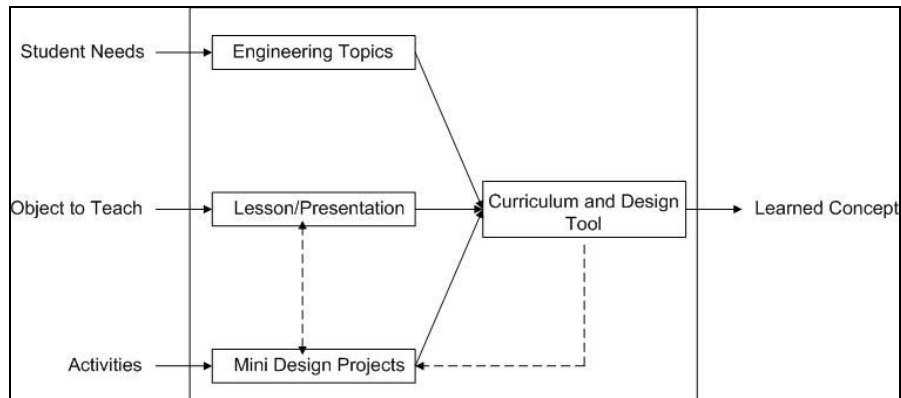 Student Needs
Engineering Topics
Object to Teach
Lesson/Presentation
Curriculum and Design
Tool
Learned Concept
Activities
Mini Design Projects